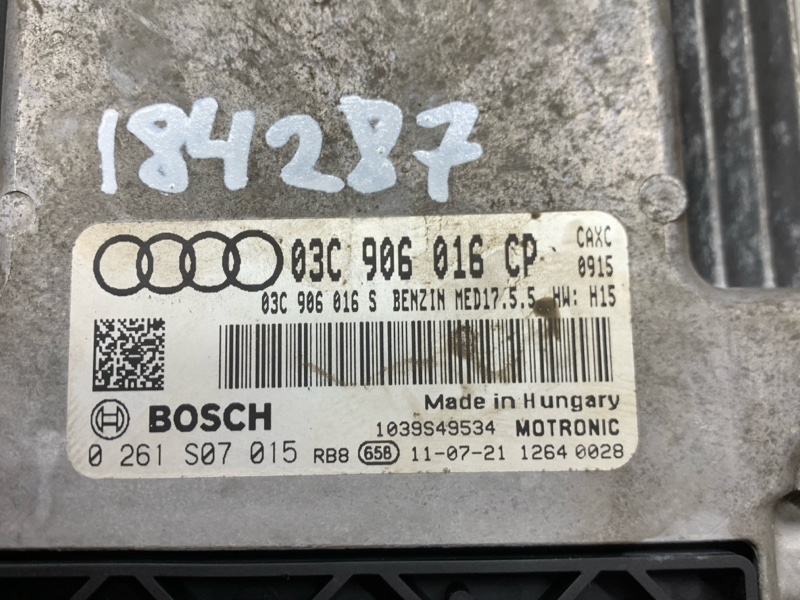 184287
03C 906 016 CP CAXC
0915
03C 906 016 S BENZIN MED17.5.5 HW: H15
Made in Hungary
BOSCH
1039S49534 MOTRONIC
0 261 S07 015 RB8 658 11-07-21 1264 0028